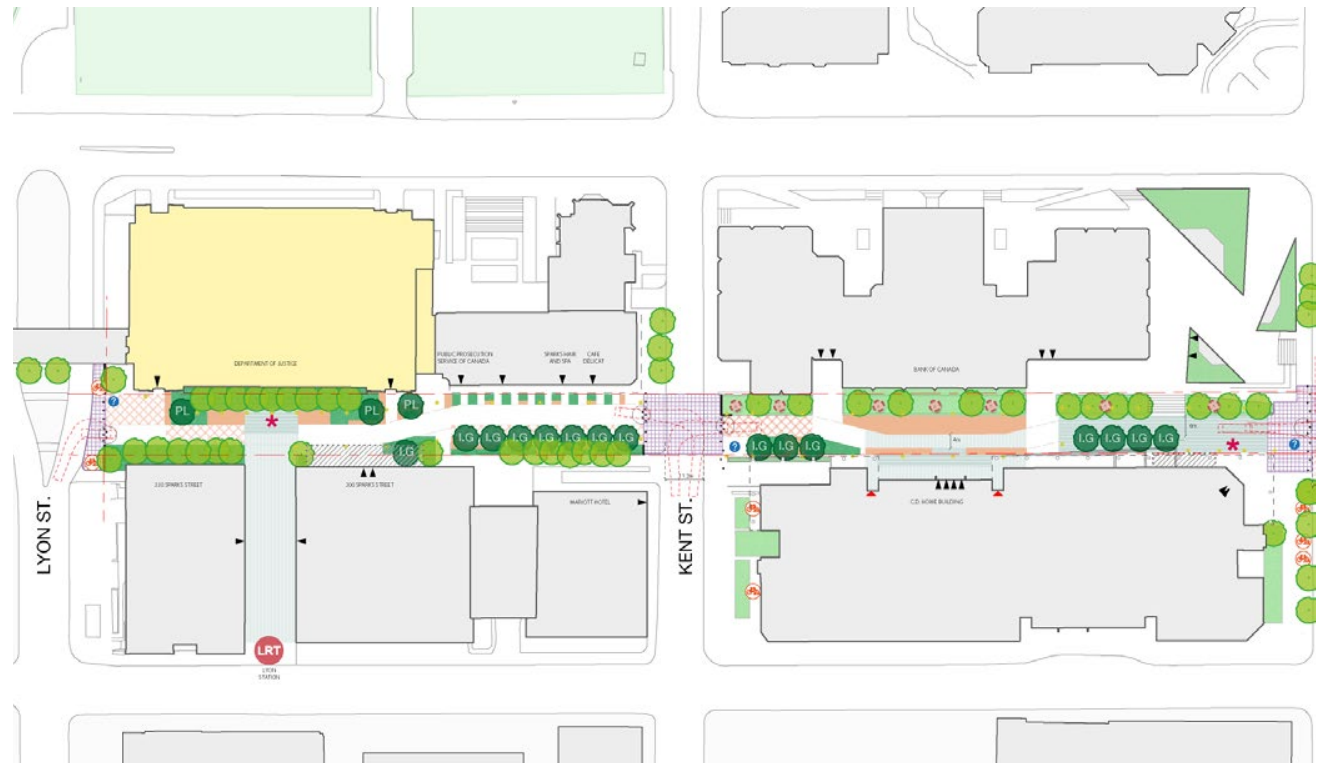 DEPARTMENT OF JUSTICE
PUBLIC PROSECUTION
SERVICE OF CANADA
SPARKS HAIR
AND SPA
CAFE
DELICAT
BANK OF CANADA
PL
PL
PL
?
*
I.G
I.G
I.G
I.G
I.G
I.G
I.G
I.G
?
I.G
I.G
I.G
I.G
I.G
I.G
I.G
*
?
330 SPARKS STREET
300 SPARKS STREET
MARIOTT HOTEL
C.D. HOWE BUILDING
LYON ST.
KENT ST.
LRT
LYON
STATION